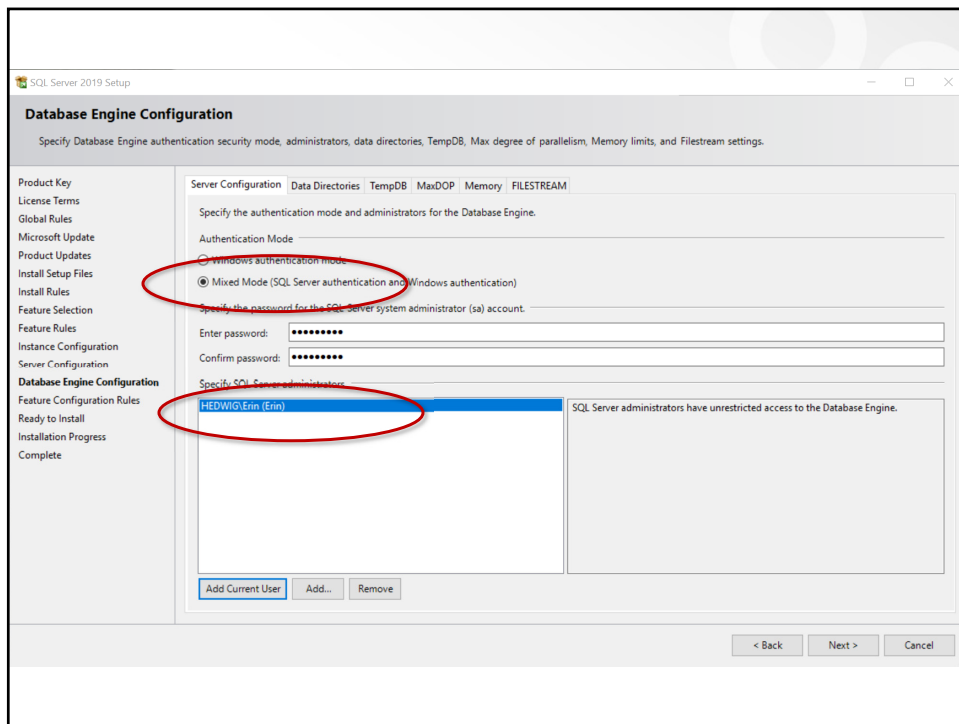 SQL Server 2019 Setup
Database Engine Configuration
Specify Database Engine authentication security mode, administrators, data directories, TempDB, Max degree of parallelism, Memory limits, and Filestream settings.
Product Key
License Terms
Global Rules
Microsoft Update
Product Updates
Install Setup Files
Install Rules
Feature Selection
Feature Rules
Instance Configuration
Server Configuration
Database Engine Configuration
Feature Configuration Rules
Ready to Install
Installation Progress
Complete
Server Configuration Data Directories TempDB MaxDOP Memory FILESTREAM
Specify the authentication mode and administrators for the Database Engine.
Authentication Mode
Windows authentication mode
Mixed Mode (SQL Server authentication and Windows authentication)
Specify the password for the SQL Server system administrator (sa) account.
Enter password: •••••••••
Confirm password: •••••••••
Specify SQL Server administrators
HEDWIG\Erin (Erin)
SQL Server administrators have unrestricted access to the Database Engine.
Add Current User Add... Remove
< Back Next > Cancel